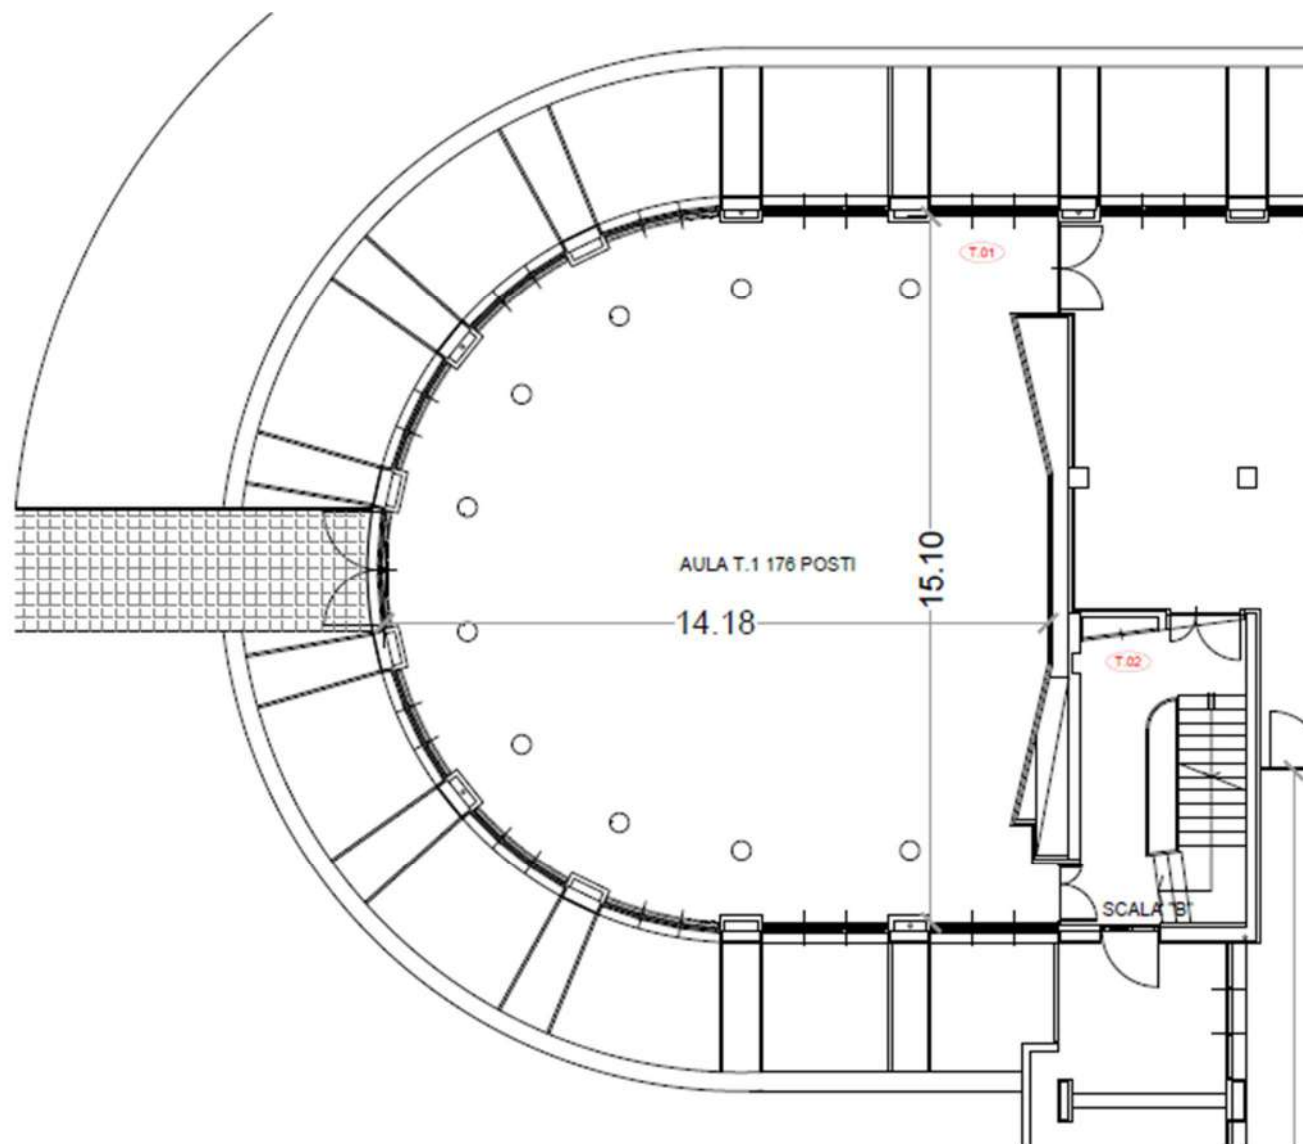 T.01
AULA T.1 176 POSTI
15.10
14.18
T.02
SCALA "B"